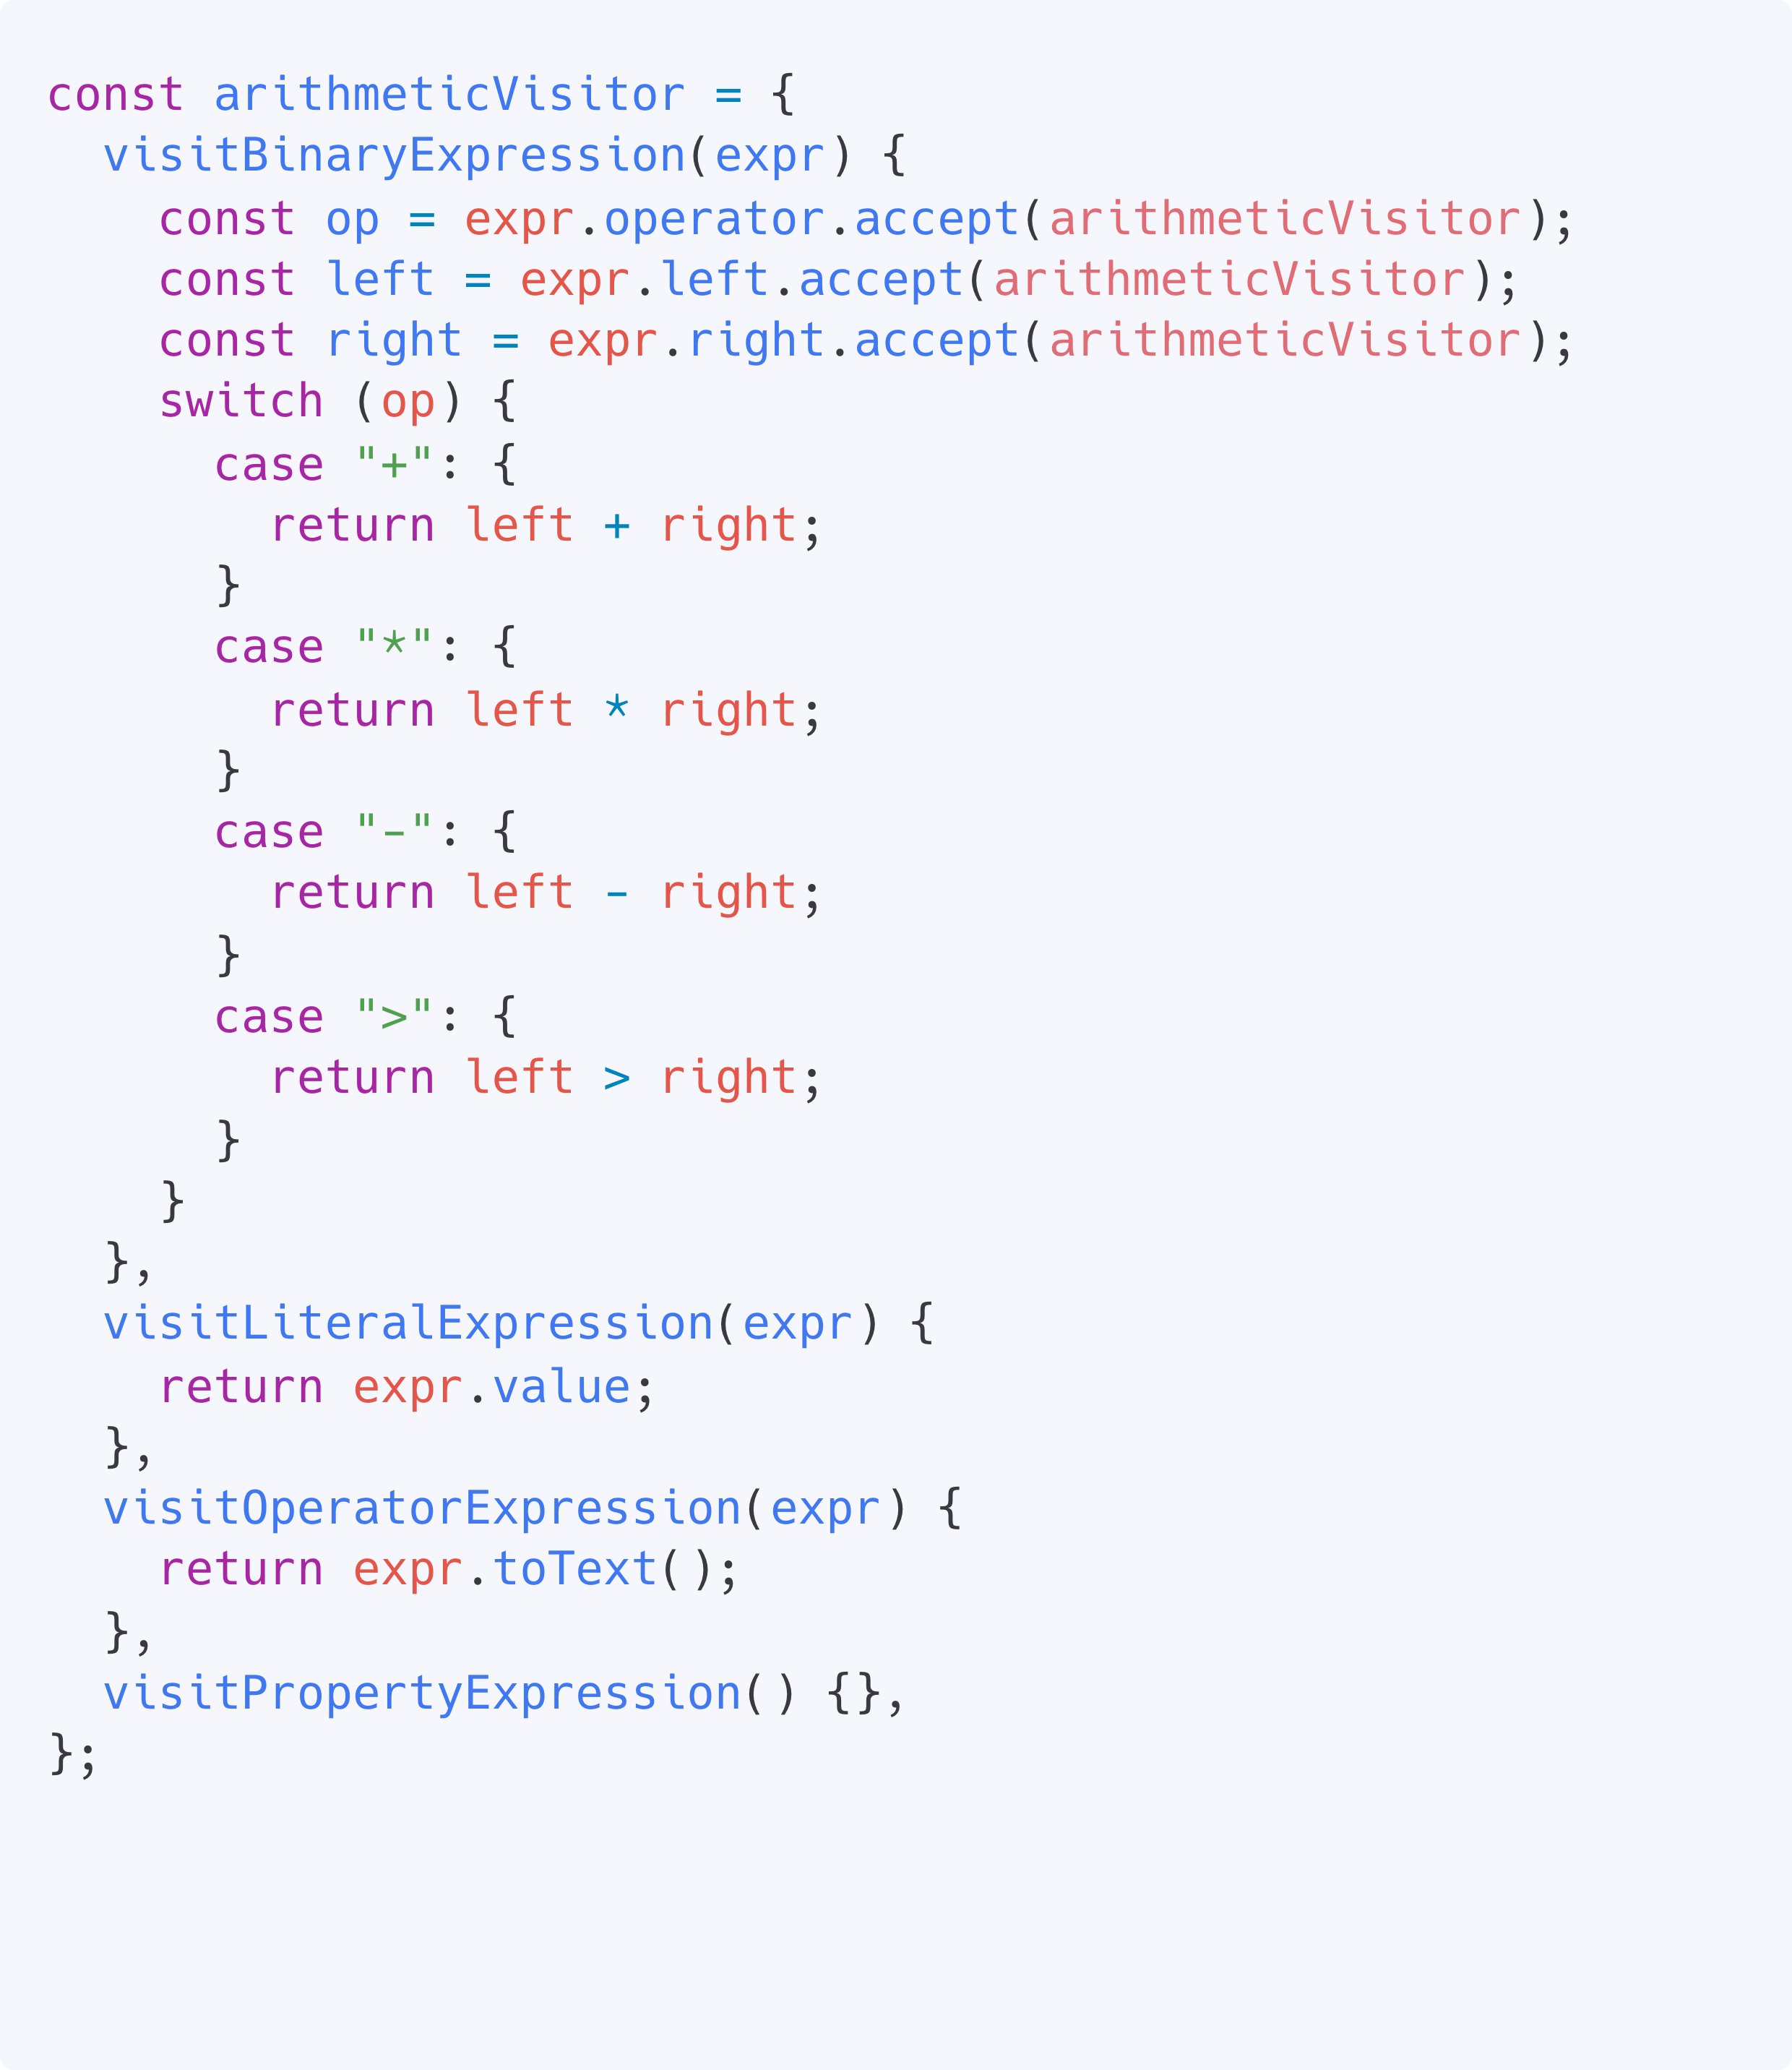 const arithmeticVisitor = {
  visitBinaryExpression(expr) {
    const op = expr.operator.accept(arithmeticVisitor);
    const left = expr.left.accept(arithmeticVisitor);
    const right = expr.right.accept(arithmeticVisitor);
    switch (op) {
      case "+": {
        return left + right;
      }
      case "*": {
        return left * right;
      }
      case "-": {
        return left - right;
      }
      case ">": {
        return left > right;
      }
    }
  },
  visitLiteralExpression(expr) {
    return expr.value;
  },
  visitOperatorExpression(expr) {
    return expr.toText();
  },
  visitPropertyExpression() {},
};